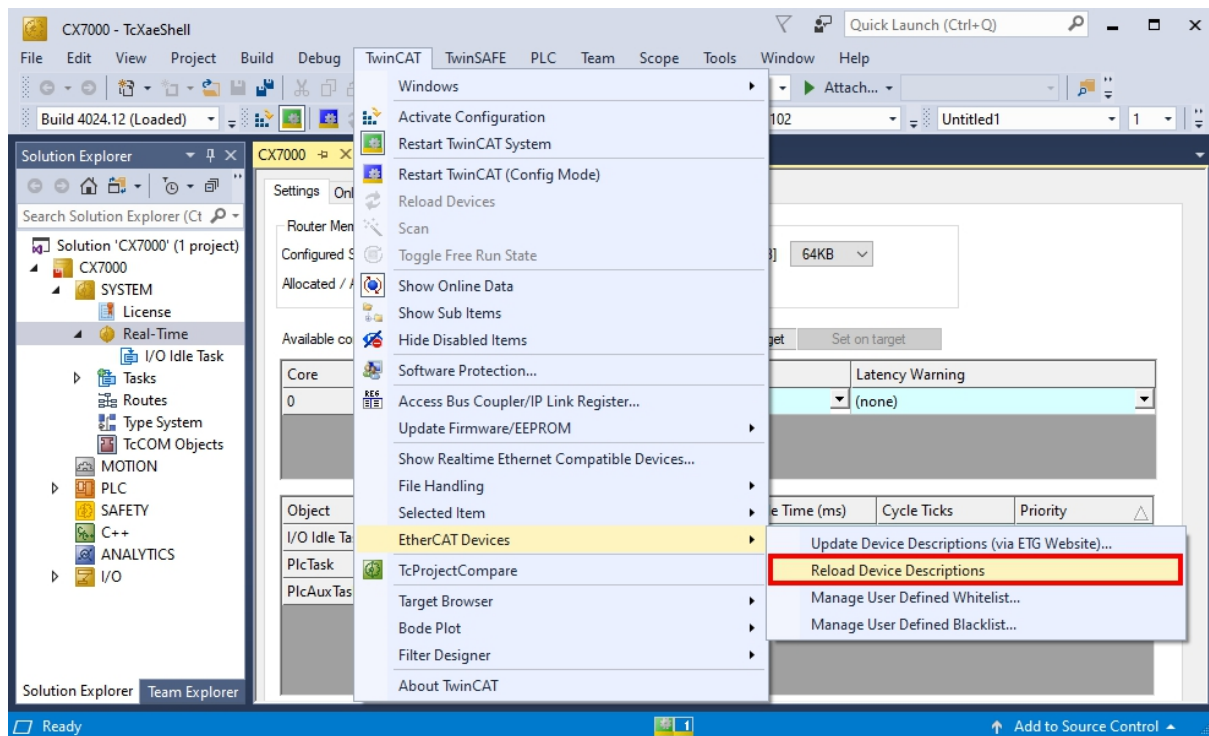 CX7000 - TcXaeShell
Quick Launch (Ctrl+Q)
File Edit View Project Build Debug TwinCAT TwinSAFE PLC Team Scope Tools Window Help
Attach...
Build 4024.12 (Loaded)
102
Untitled1
1
Solution Explorer
Search Solution Explorer (Ct
Solution 'CX7000' (1 project)
CX7000
SYSTEM
License
Real-Time
I/O Idle Task
Tasks
Routes
Type System
TcCOM Objects
MOTION
PLC
SAFETY
C++
ANALYTICS
I/O
Solution Explorer Team Explorer
CX7000
Settings Onl
Router Mem
Configured S
64KB
Allocated / A
Available co
get
Set on target
Core
Latency Warning
0
(none)
Object
e Time (ms) Cycle Ticks Priority
I/O Idle Ta
PlcTask
PlcAuxTas
Windows
Activate Configuration
Restart TwinCAT System
Restart TwinCAT (Config Mode)
Reload Devices
Scan
Toggle Free Run State
Show Online Data
Show Sub Items
Hide Disabled Items
Software Protection...
Access Bus Coupler/IP Link Register...
Update Firmware/EEPROM
Show Realtime Ethernet Compatible Devices...
File Handling
Selected Item
EtherCAT Devices
TcProjectCompare
Target Browser
Bode Plot
Filter Designer
About TwinCAT
Update Device Descriptions (via ETG Website)...
Reload Device Descriptions
Manage User Defined Whitelist...
Manage User Defined Blacklist...
Ready
1
Add to Source Control